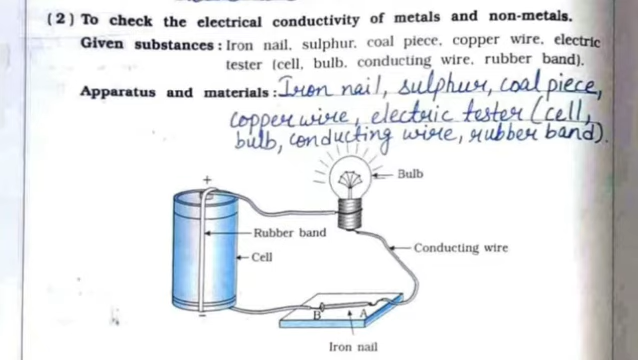 (2) To check the electrical conductivity of metals and non-metals.
Given substances : Iron nail, sulphur, coal piece, copper wire, electric
tester (cell, bulb, conducting wire, rubber band).
Apparatus and materials : Iron nail, sulphur, coal piece,
copper wire, electric tester (cell,
bulb, conducting wire, rubber band).
+
Bulb
Rubber band
Conducting wire
Cell
B A
–
Iron nail